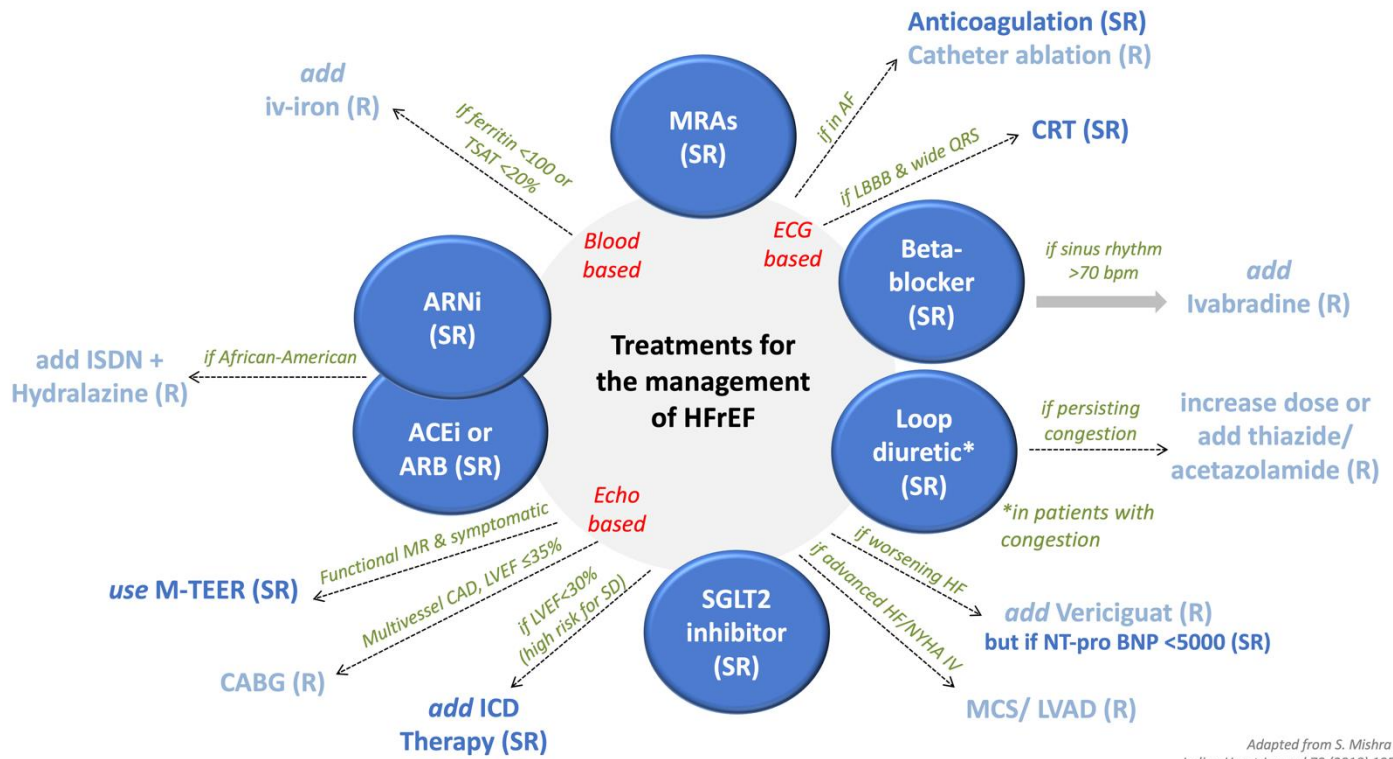 Anticoagulation (SR)
Catheter ablation (R)
add
iv-iron (R)
If ferritin <100 or
TSAT <20%
MRAs
(SR)
if in AF
CRT (SR)
if LBBB & wide QRS
Blood
based
ECG
based
Beta-
blocker
(SR)
if sinus rhythm
>70 bpm
add
Ivabradine (R)
ARNi
(SR)
Treatments for
the management
of HFrEF
add ISDN +
Hydralazine (R)
if African-American
ACEi or
ARB (SR)
Loop
diuretic*
(SR)
if persisting
congestion
increase dose or
add thiazide/
acetazolamide (R)
*in patients with
congestion
Echo
based
Functional MR & symptomatic
use M-TEER (SR)
Multivessel CAD, LVEF ≤35%
CABG (R)
if LVEF<30%
(high risk for SD)
add ICD
Therapy (SR)
SGLT2
inhibitor
(SR)
if worsening HF
add Vericiguat (R)
but if NT-pro BNP <5000 (SR)
if advanced HF/NYHA IV
MCS/ LVAD (R)
Adapted from S. Mishra